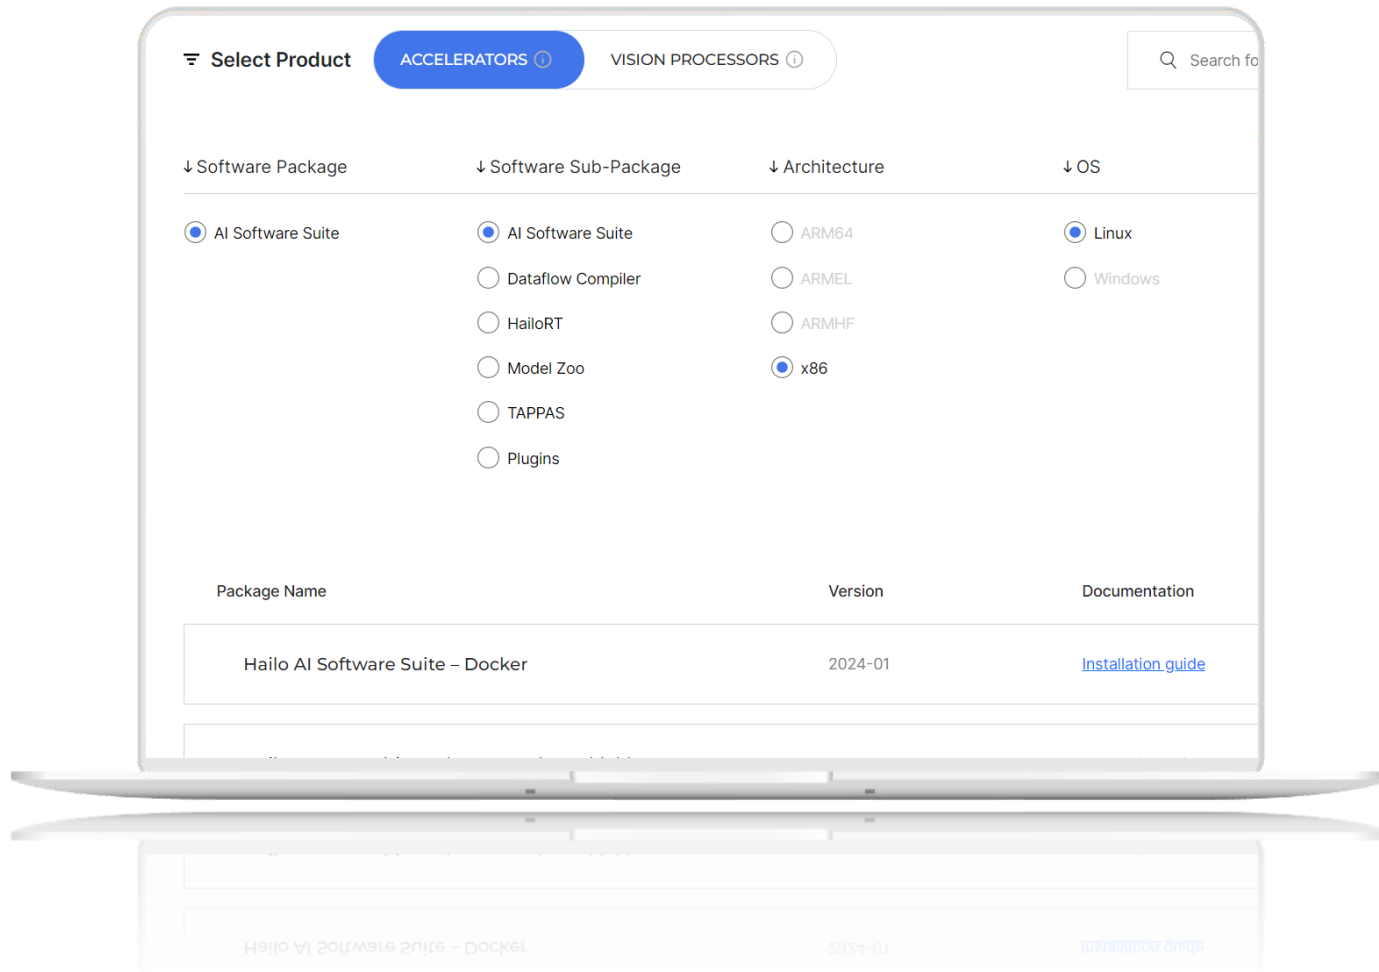 Select Product ACCELERATORS VISION PROCESSORS Search fo
Software Package Software Sub-Package Architecture OS
AI Software Suite AI Software Suite ARM64 Linux
Dataflow Compiler ARMEL Windows
HailoRT ARMHF
Model Zoo x86
TAPPAS
Plugins
Package Name Version Documentation
Hailo AI Software Suite – Docker 2024-01 Installation guide